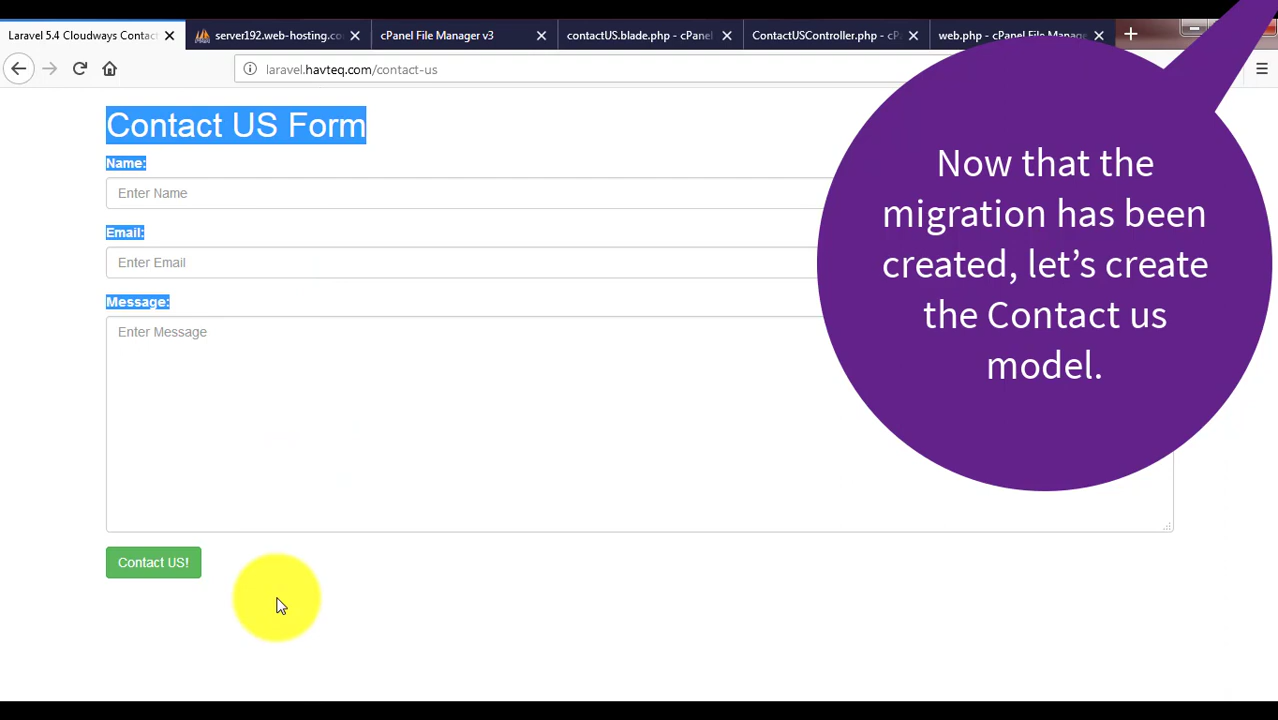 Laravel 5.4 Cloudways Contact
server192.web-hosting.co
cPanel File Manager v3
contactUS.blade.php - cPanel
ContactUSController.php - cP
web.php - cPanel File Manage
laravel.havteq.com/contact-us
Contact US Form
Name:
Enter Name
Email:
Enter Email
Message:
Enter Message
Contact US!
Now that the
migration has been
created, let’s create
the Contact us
model.